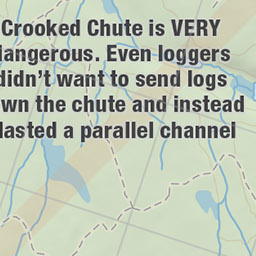 Crooked Chute is VERY
dangerous. Even loggers
didn’t want to send logs
own the chute and instead
lasted a parallel channel